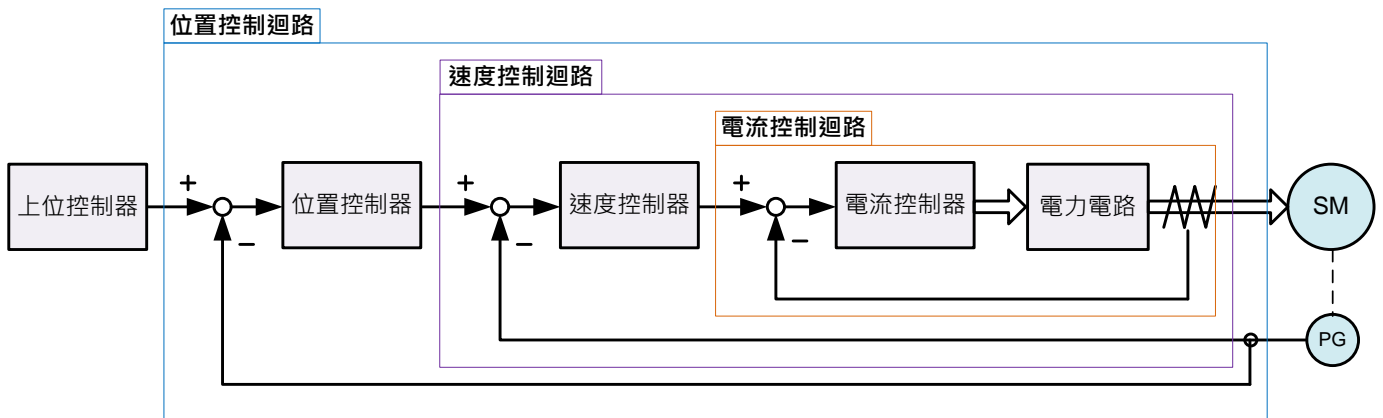 位置控制迴路
速度控制迴路
電流控制迴路
上位控制器
+
−
位置控制器
+
−
速度控制器
+
−
電流控制器
電力電路
SM
PG